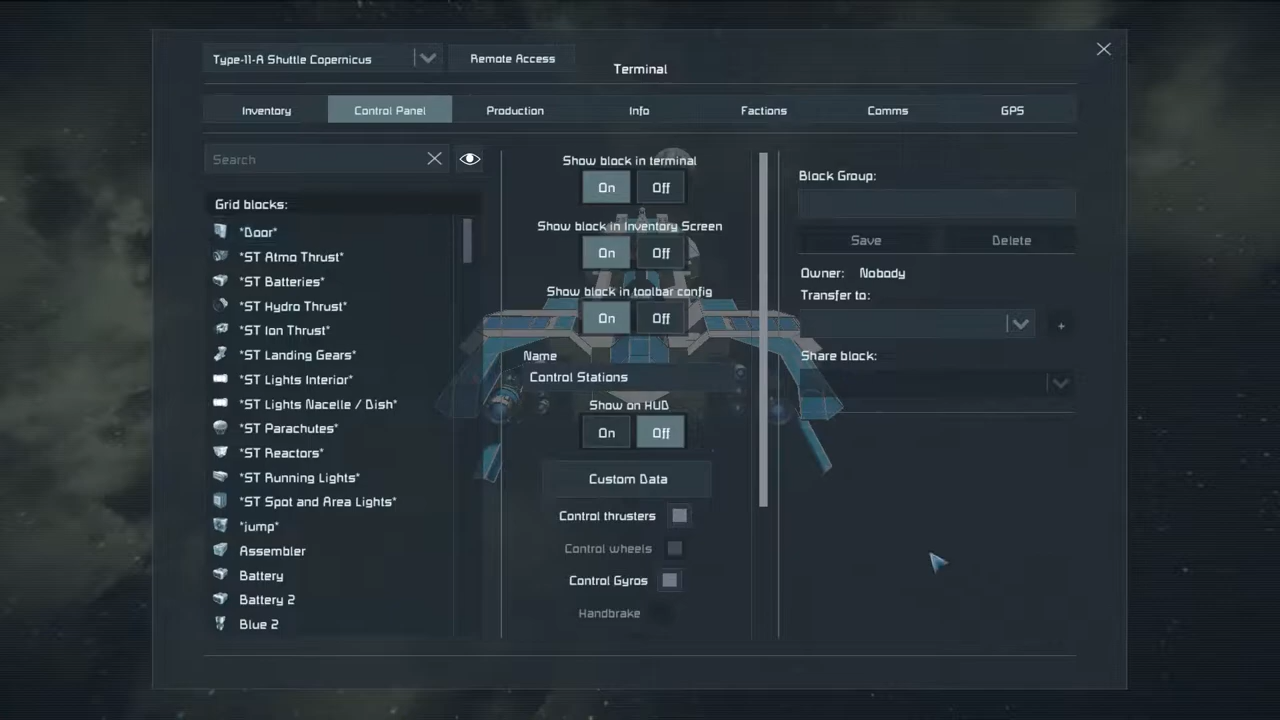 Type-11-A Shuttle Copernicus
Remote Access
Terminal
Inventory
Control Panel
Production
Info
Factions
Comms
GPS
Search
Grid blocks:
*Door*
*ST Atmo Thrust*
*ST Batteries*
*ST Hydro Thrust*
*ST Ion Thrust*
*ST Landing Gears*
*ST Lights Interior*
*ST Lights Nacelle / Dish*
*ST Parachutes*
*ST Reactors*
*ST Running Lights*
*ST Spot and Area Lights*
*jump*
Assembler
Battery
Battery 2
Blue 2
Show block in terminal
On Off
Show block in Inventory Screen
On Off
Show block in toolbar config
On Off
Name
Control Stations
Show on HUD
On Off
Custom Data
Control thrusters
Control wheels
Control Gyros
Handbrake
Block Group:
Save Delete
Owner: Nobody
Transfer to:
+
Share block: